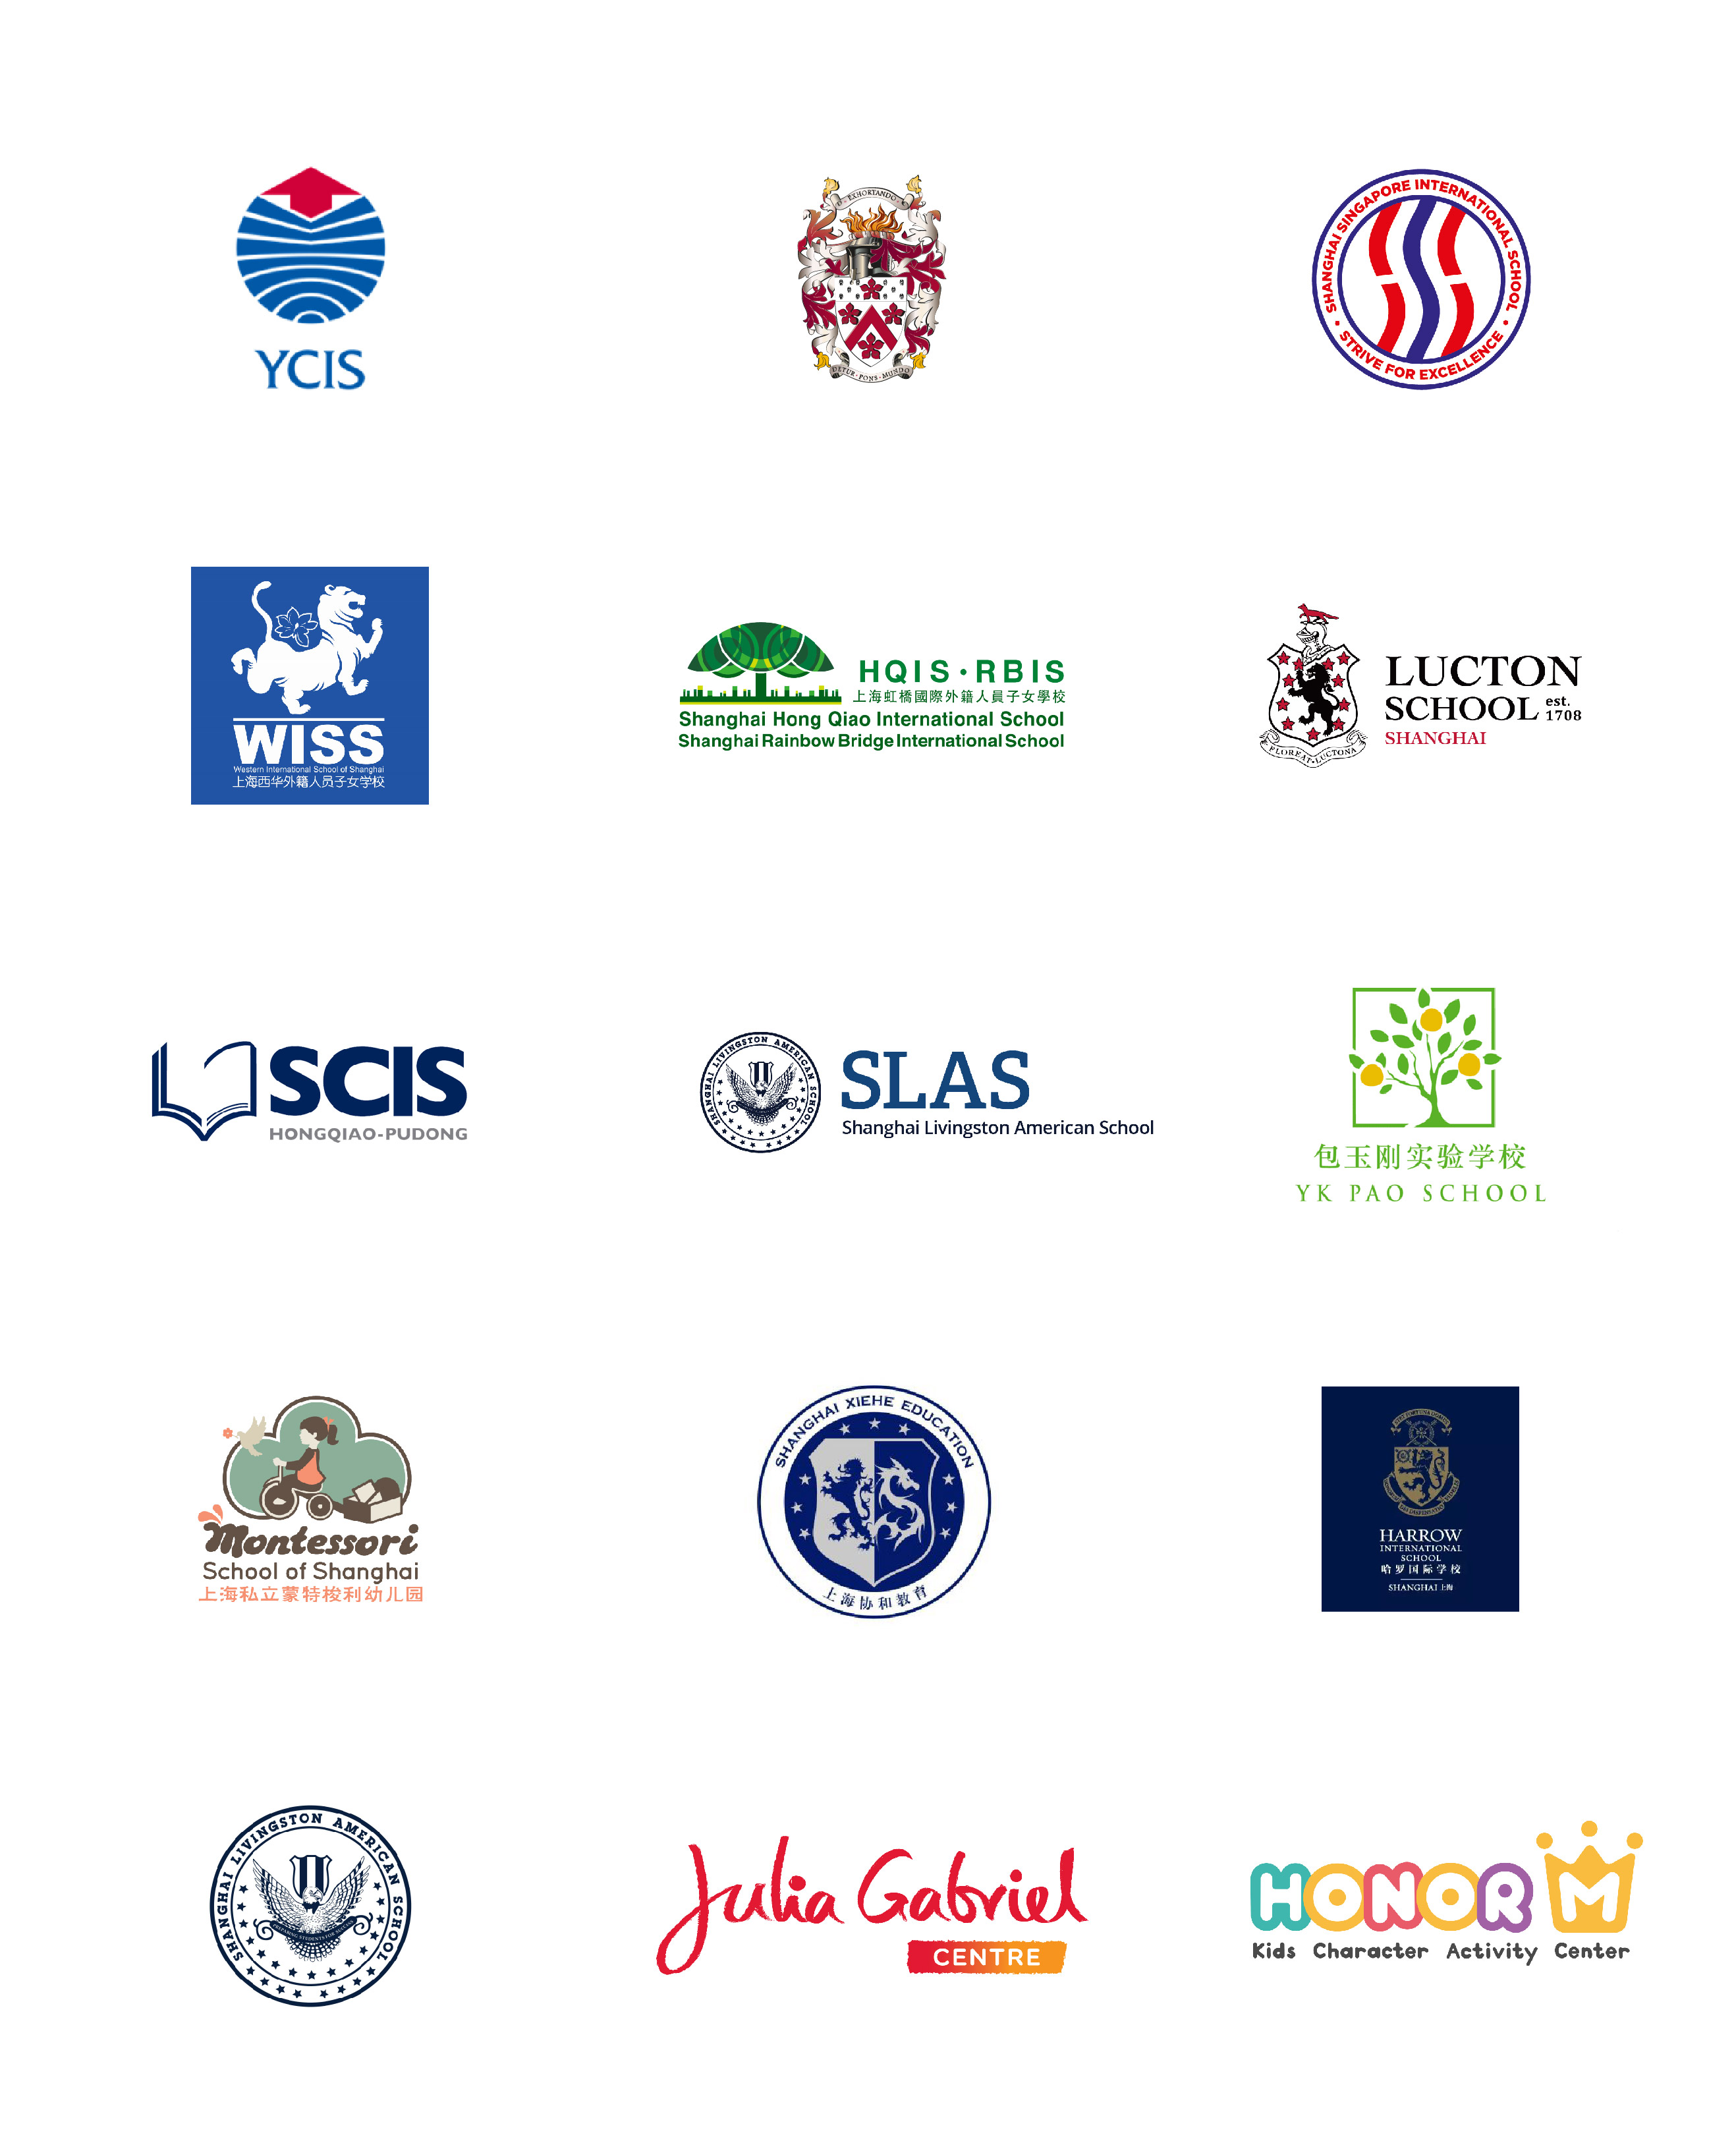 YCIS
EXHORTANDO
DETUR·PONS·MUNDO
SHANGHAI SINGAPORE INTERNATIONAL SCHOOL
• STRIVE FOR EXCELLENCE •
WISS
Western International School of Shanghai
上海西华外籍人员子女学校
HQIS·RBIS
上海虹橋國際外籍人員子女學校
Shanghai Hong Qiao International School
Shanghai Rainbow Bridge International School
FLOREAT·LUCTONA
LUCTON
SCHOOL est. 1708
SHANGHAI
SCIS
HONGQIAO-PUDONG
SHANGHAI LIVINGSTON AMERICAN SCHOOL
SLAS
Shanghai Livingston American School
包玉刚实验学校
YK PAO SCHOOL
Montessori
School of Shanghai
上海私立蒙特梭利幼儿园
SHANGHAI XIEHE EDUCATION
上海协和教育
HARROW
INTERNATIONAL
SCHOOL
哈罗国际学校
SHANGHAI 上海
SHANGHAI LIVINGSTON AMERICAN SCHOOL
Julia Gabriel
CENTRE
HONOR M
Kids Character Activity Center